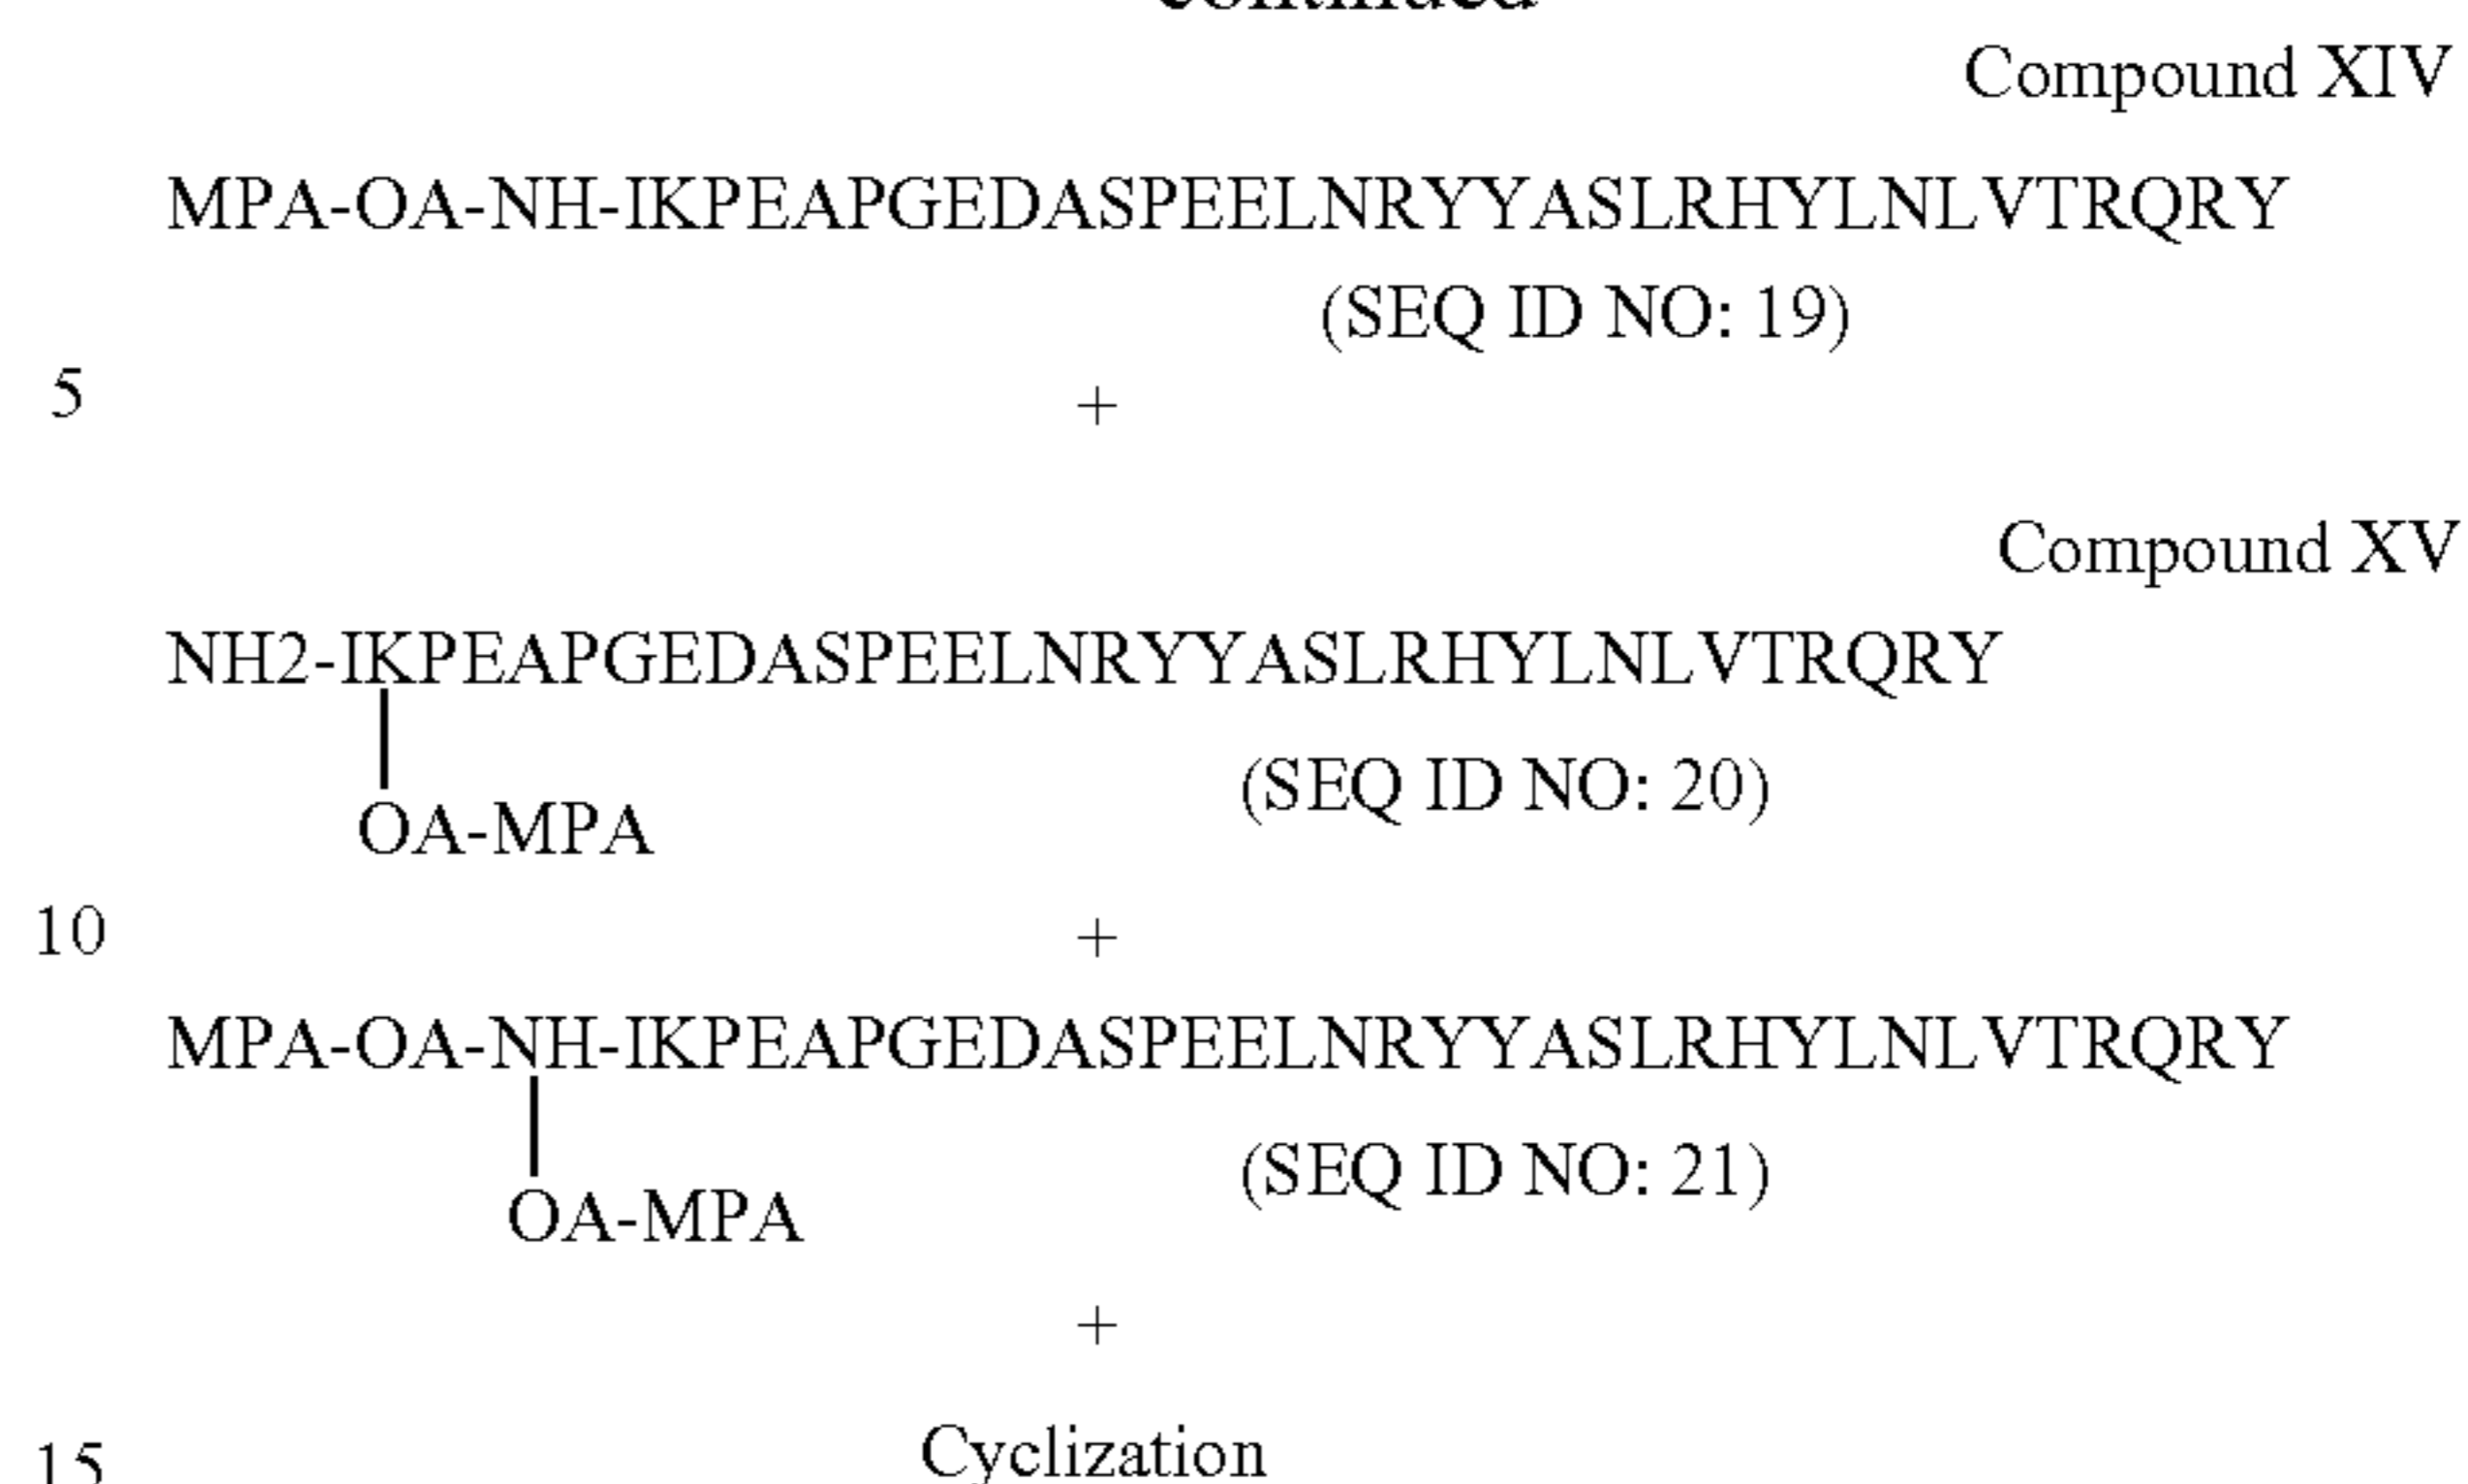 continued
Compound XIV
MPA-OA-NH-IKPEAPGEDASPEELNRYYASLRHYLNLVTRQRY
(SEQ ID NO: 19)
5
+
Compound XV
NH2-IKPEAPGEDASPEELNRYYASLRHYLNLVTRQRY
(SEQ ID NO: 20)
OA-MPA
10
+
MPA-OA-NH-IKPEAPGEDASPEELNRYYASLRHYLNLVTRQRY
(SEQ ID NO: 21)
OA-MPA
+
15
Cyclization